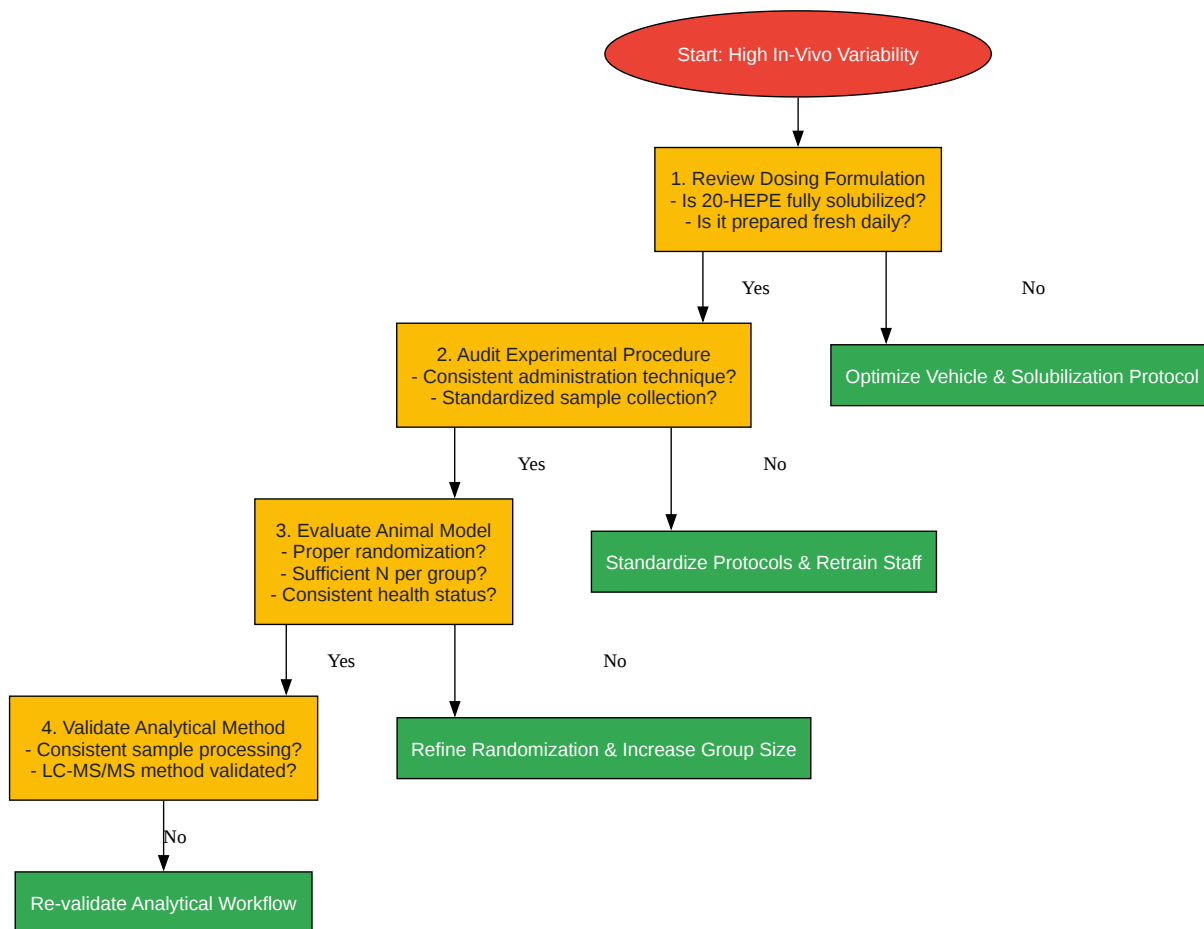 Start: High In-Vivo Variability
1. Review Dosing Formulation
- Is 20-HEPE fully solubilized?
- Is it prepared fresh daily?
Yes
No
2. Audit Experimental Procedure
- Consistent administration technique?
- Standardized sample collection?
Optimize Vehicle & Solubilization Protocol
Yes
No
3. Evaluate Animal Model
- Proper randomization?
- Sufficient N per group?
- Consistent health status?
Standardize Protocols & Retrain Staff
Yes
No
4. Validate Analytical Method
- Consistent sample processing?
- LC-MS/MS method validated?
Refine Randomization & Increase Group Size
No
Re-validate Analytical Workflow